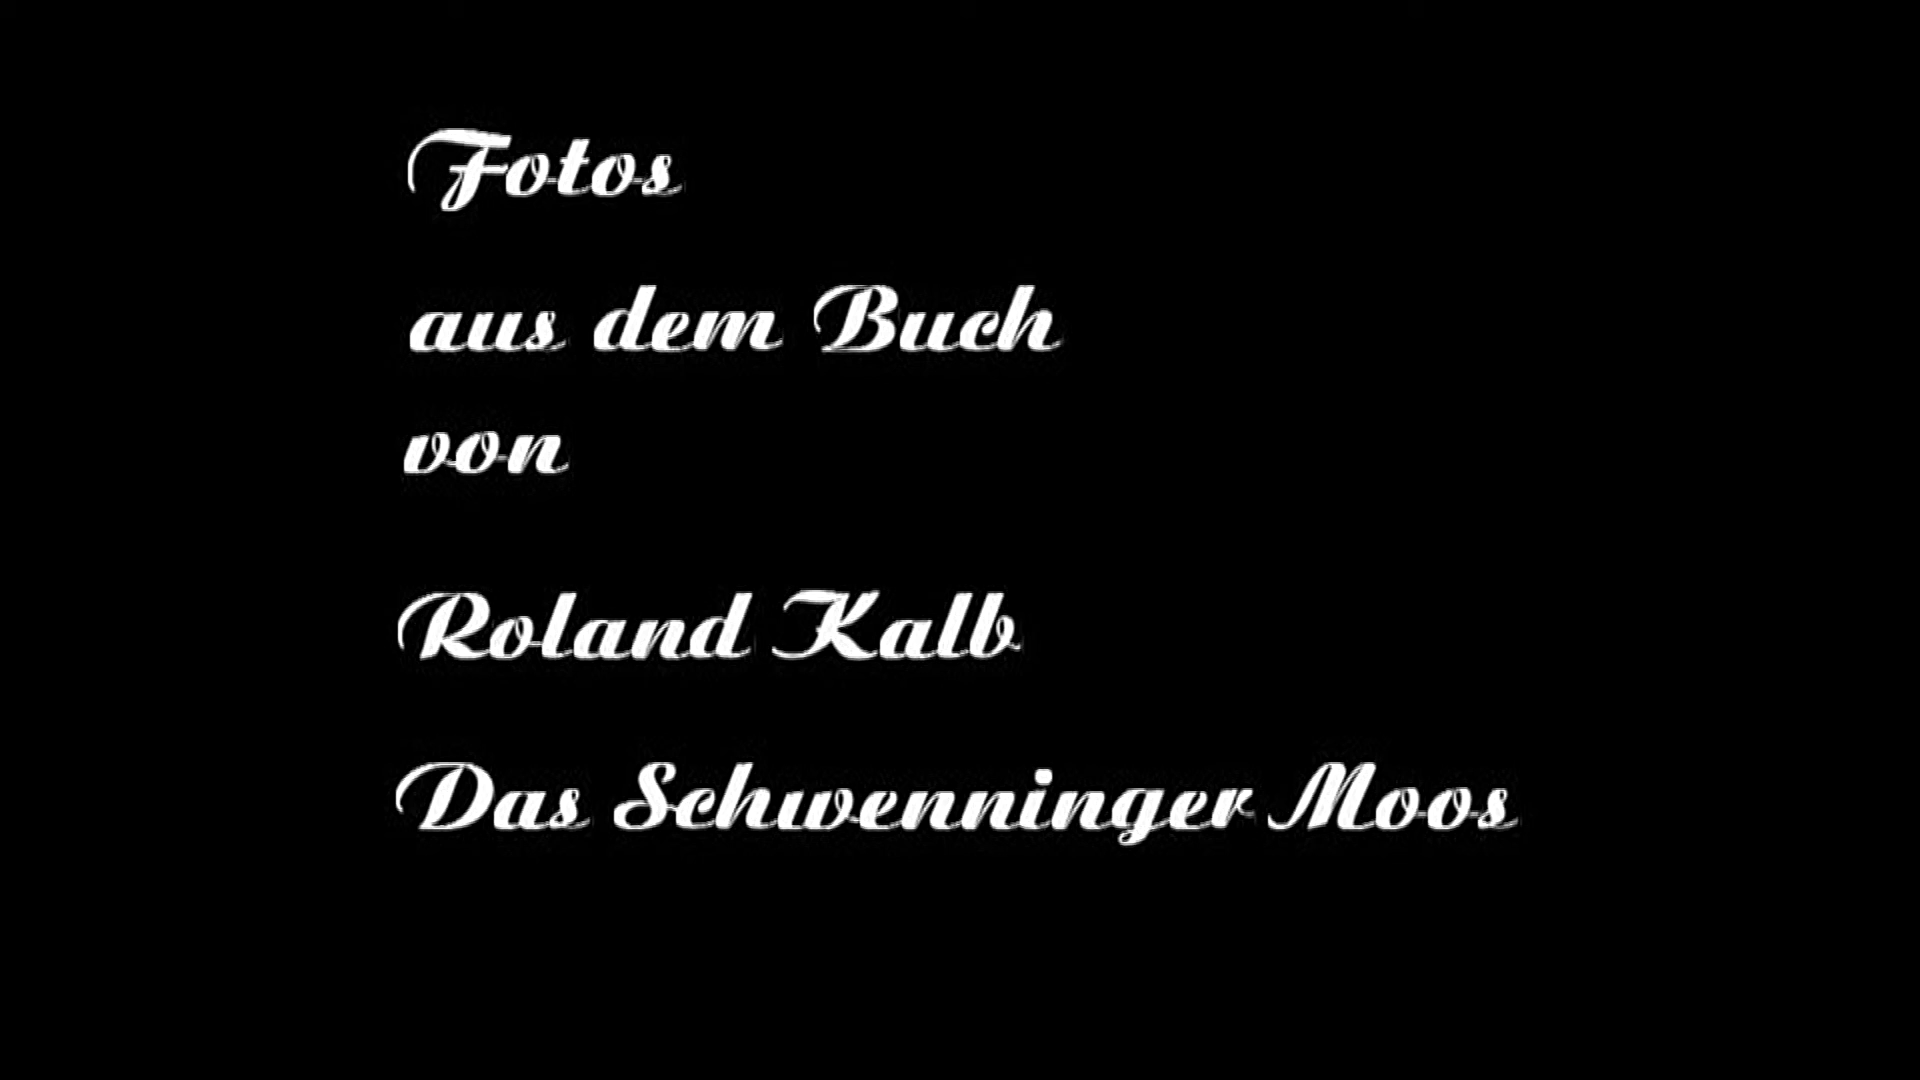 Fotos
aus dem Buch
von
Roland Kalb
Das Schwenninger Moos